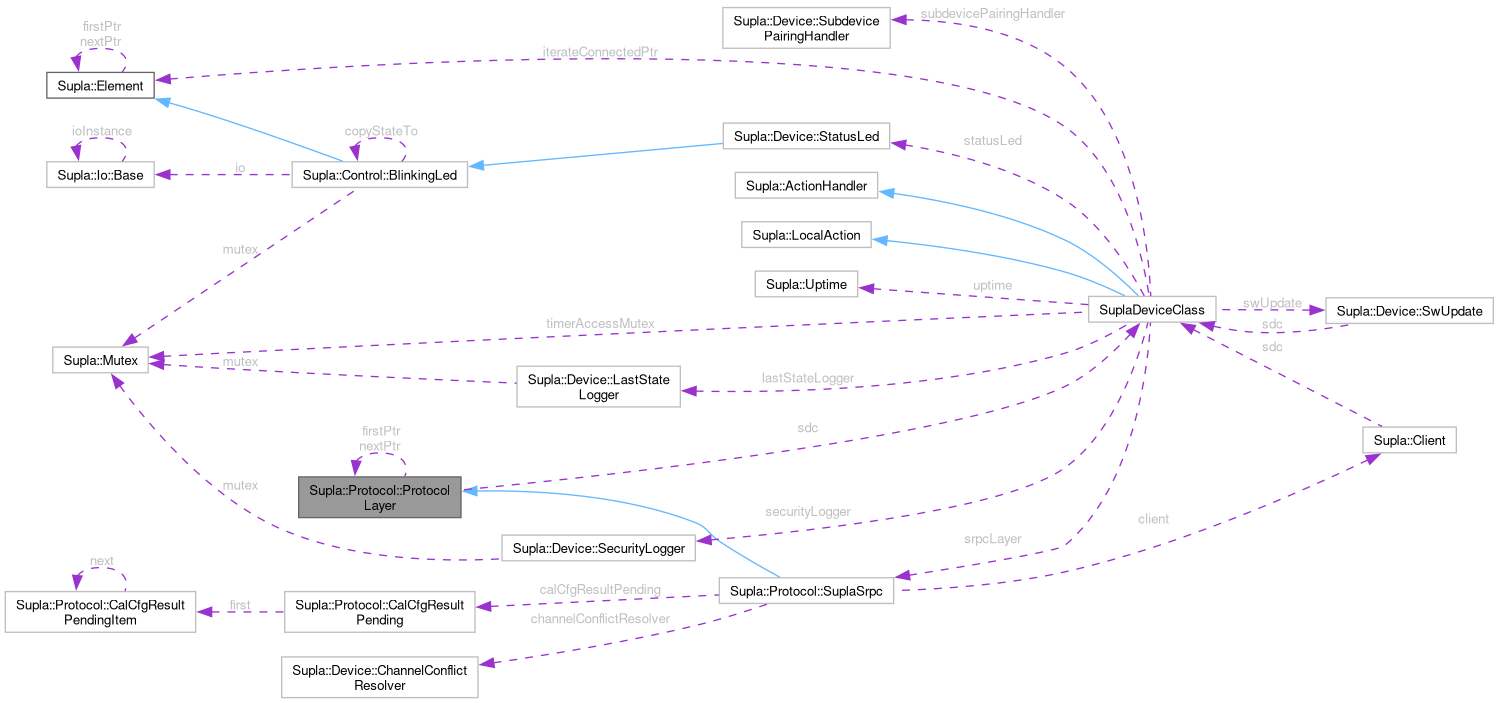 firstPtr
nextPtr
Supla::Device::Subdevice
PairingHandler
subdevicePairingHandler
iterateConnectedPtr
Supla::Element
ioInstance
copyStateTo
Supla::Device::StatusLed
statusLed
Supla::Io::Base
io
Supla::Control::BlinkingLed
Supla::ActionHandler
Supla::LocalAction
mutex
Supla::Uptime
uptime
SuplaDeviceClass
swUpdate
Supla::Device::SwUpdate
sdc
timerAccessMutex
sdc
Supla::Mutex
mutex
Supla::Device::LastState
Logger
lastStateLogger
firstPtr
nextPtr
sdc
Supla::Client
Supla::Protocol::Protocol
Layer
mutex
securityLogger
client
srpcLayer
Supla::Device::SecurityLogger
next
calCfgResultPending
Supla::Protocol::SuplaSrpc
Supla::Protocol::CalCfgResult
PendingItem
first
Supla::Protocol::CalCfgResult
Pending
channelConflictResolver
Supla::Device::ChannelConflict
Resolver